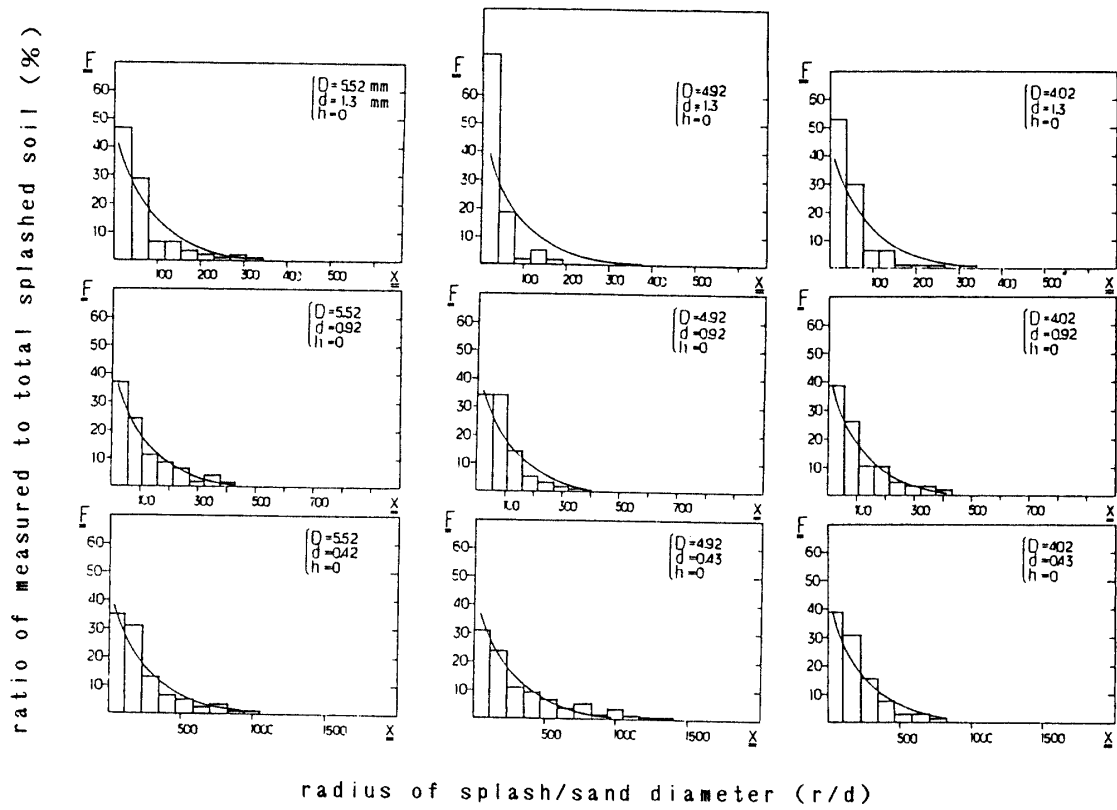 ratio of measured to total splashed soil (%)
F
60
50
40
30
20
10
D=5.52 mm
d=1.3 mm
h=0
100 200 300 400 500 X
F
60
50
40
30
20
10
D=4.92
d=1.3
h=0
100 200 300 400 500 X
F
60
50
40
30
20
10
D=4.02
d=1.3
h=0
100 200 300 400 500 X
F
60
50
40
30
20
10
D=5.52
d=0.92
h=0
100 300 500 700 X
F
60
50
40
30
20
10
D=4.92
d=0.92
h=0
100 300 500 700 X
F
60
50
40
30
20
10
D=4.02
d=0.92
h=0
100 300 500 700 X
F
60
50
40
30
20
10
D=5.52
d=0.42
h=0
500 1000 1500 X
F
60
50
40
30
20
10
D=4.92
d=0.43
h=0
500 1000 1500 X
F
60
50
40
30
20
10
D=4.02
d=0.43
h=0
500 1000 1500 X
radius of splash/sand diameter (r/d)